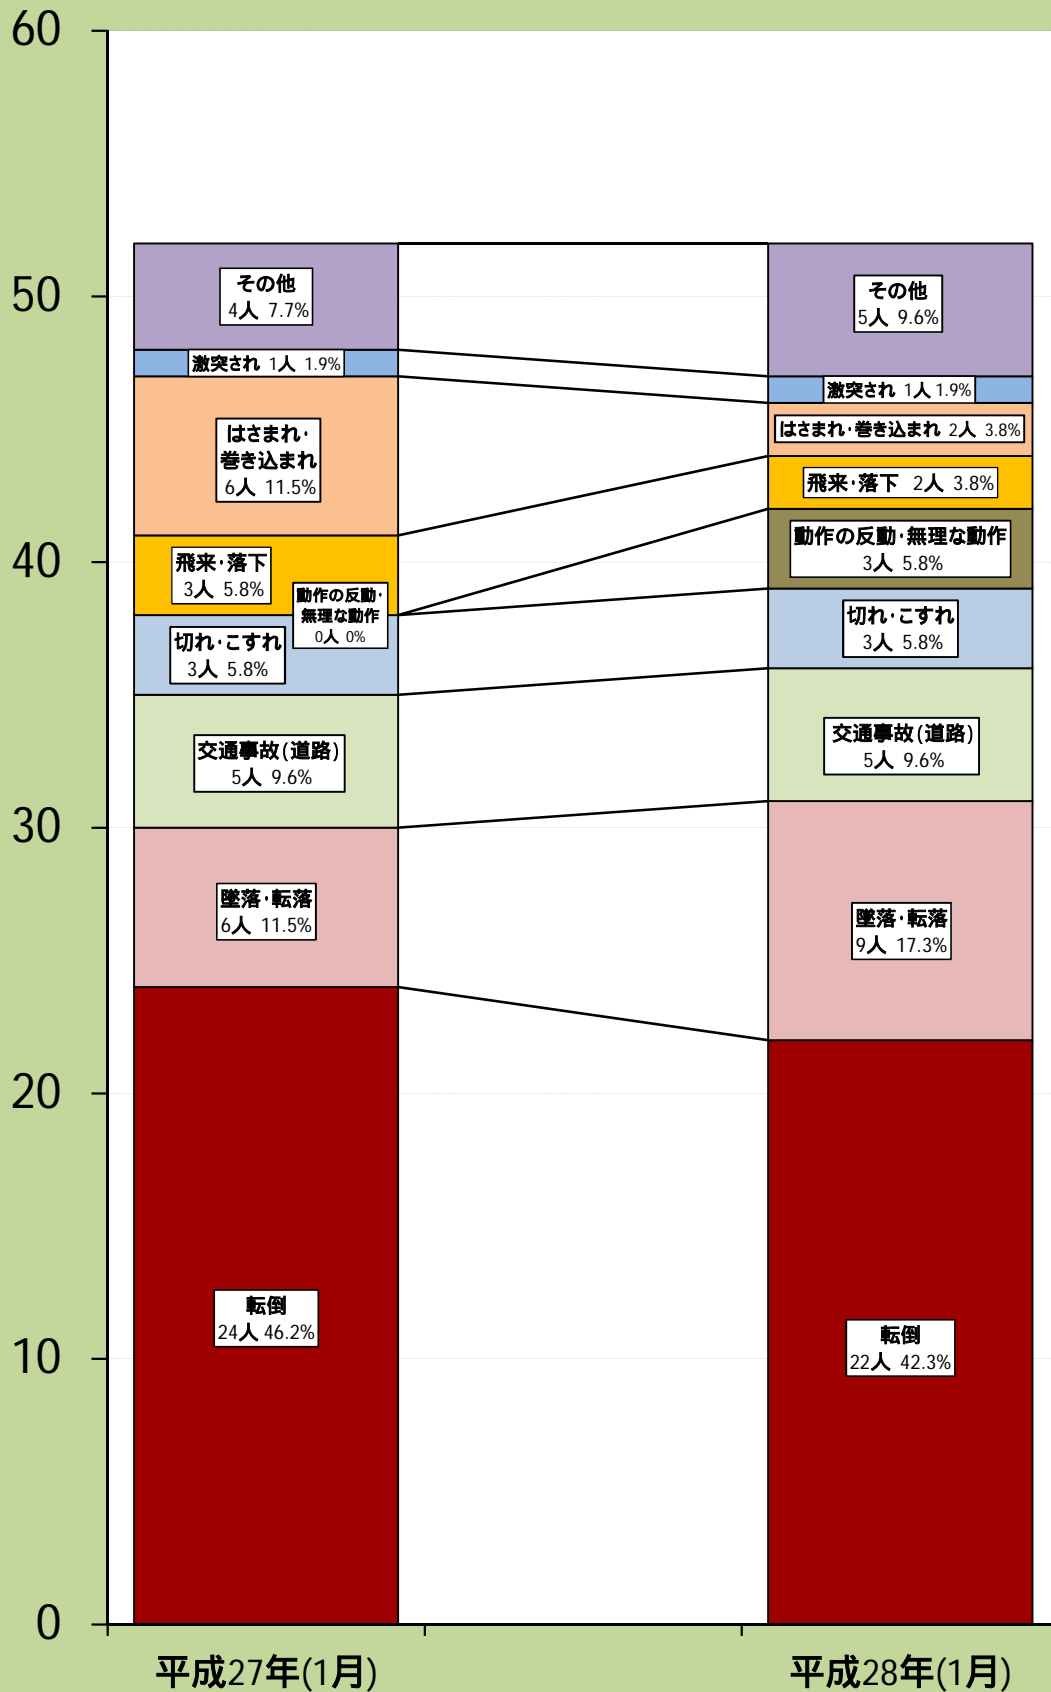 60
50
40
30
20
10
0
その他
4人 7.7%
激突され 1人 1.9%
はさまれ・
巻き込まれ
6人 11.5%
飛来・落下
3人 5.8%
動作の反動・
無理な動作
0人 0%
切れ・こすれ
3人 5.8%
交通事故(道路)
5人 9.6%
墜落・転落
6人 11.5%
転倒
24人 46.2%
その他
5人 9.6%
激突され 1人 1.9%
はさまれ・巻き込まれ 2人 3.8%
飛来・落下 2人 3.8%
動作の反動・無理な動作
3人 5.8%
切れ・こすれ
3人 5.8%
交通事故(道路)
5人 9.6%
墜落・転落
9人 17.3%
転倒
22人 42.3%
平成27年(1月)
平成28年(1月)